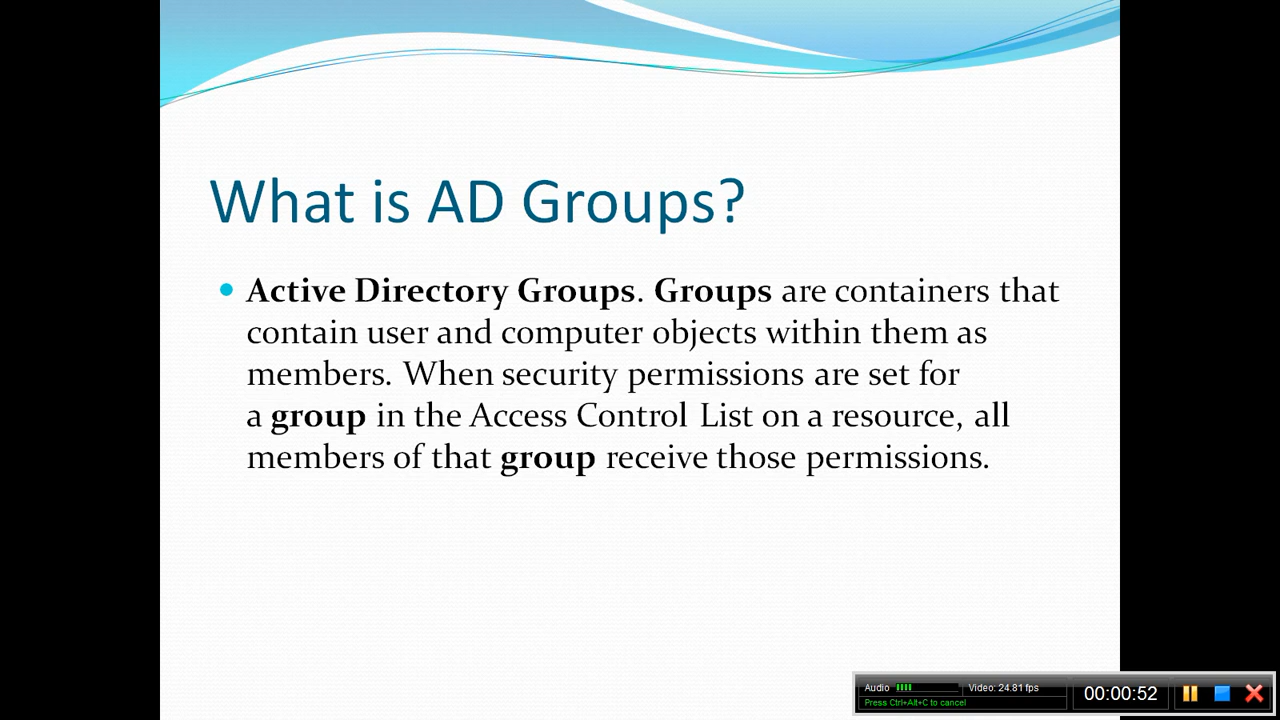 What is AD Groups?
Active Directory Groups. Groups are containers that
contain user and computer objects within them as
members. When security permissions are set for
a group in the Access Control List on a resource, all
members of that group receive those permissions.
Audio
Video: 24.81 fps
00:00:52
Press Ctrl+Alt+C to cancel